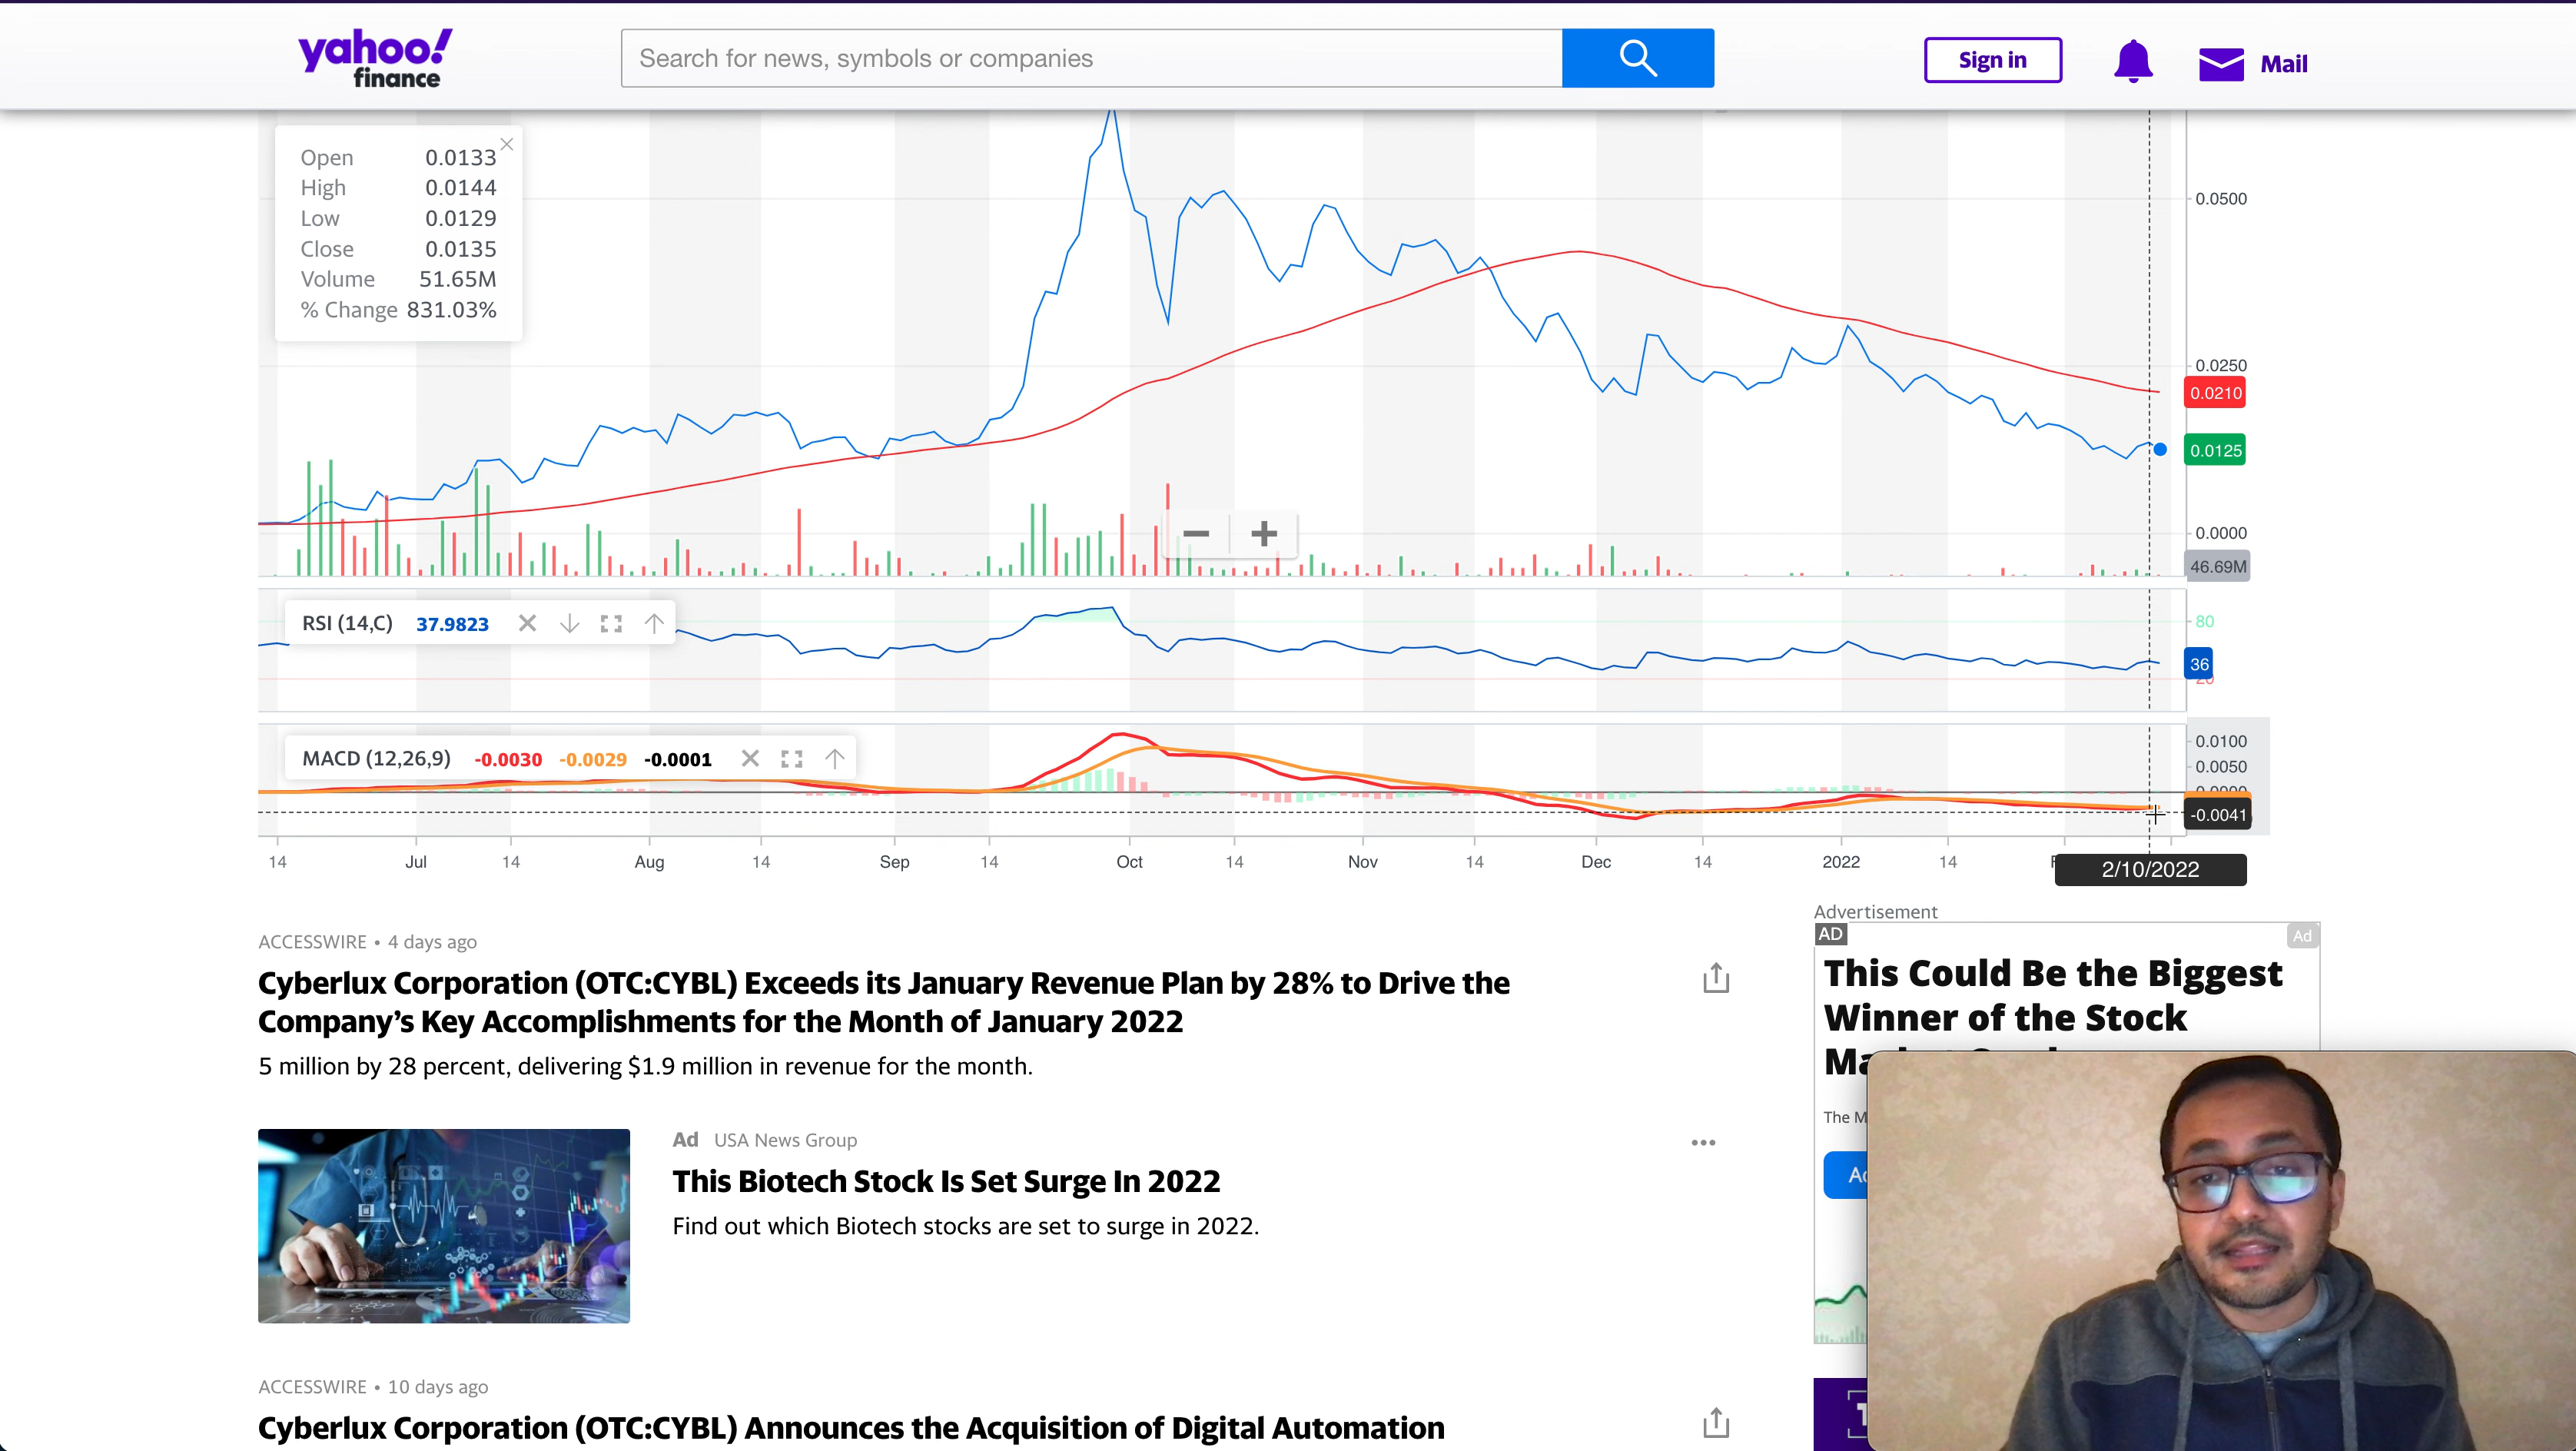 yahoo!
finance
Search for news, symbols or companies
Sign in
Mail
Open 0.0133
High 0.0144
Low 0.0129
Close 0.0135
Volume 51.65M
% Change 831.03%
0.0500
0.0250
0.0210
0.0125
0.0000
46.69M
RSI (14,C) 37.9823
80
36
20
MACD (12,26,9) -0.0030 -0.0029 -0.0001
0.0100
0.0050
0.0000
-0.0041
14 Jul 14 Aug 14 Sep 14 Oct 14 Nov 14 Dec 14 2022 14
2/10/2022
ACCESSWIRE • 4 days ago
Cyberlux Corporation (OTC:CYBL) Exceeds its January Revenue Plan by 28% to Drive the
Company’s Key Accomplishments for the Month of January 2022
5 million by 28 percent, delivering $1.9 million in revenue for the month.
Ad USA News Group
This Biotech Stock Is Set Surge In 2022
Find out which Biotech stocks are set to surge in 2022.
ACCESSWIRE • 10 days ago
Cyberlux Corporation (OTC:CYBL) Announces the Acquisition of Digital Automation
Advertisement
AD
Ad
This Could Be the Biggest
Winner of the Stock
The M